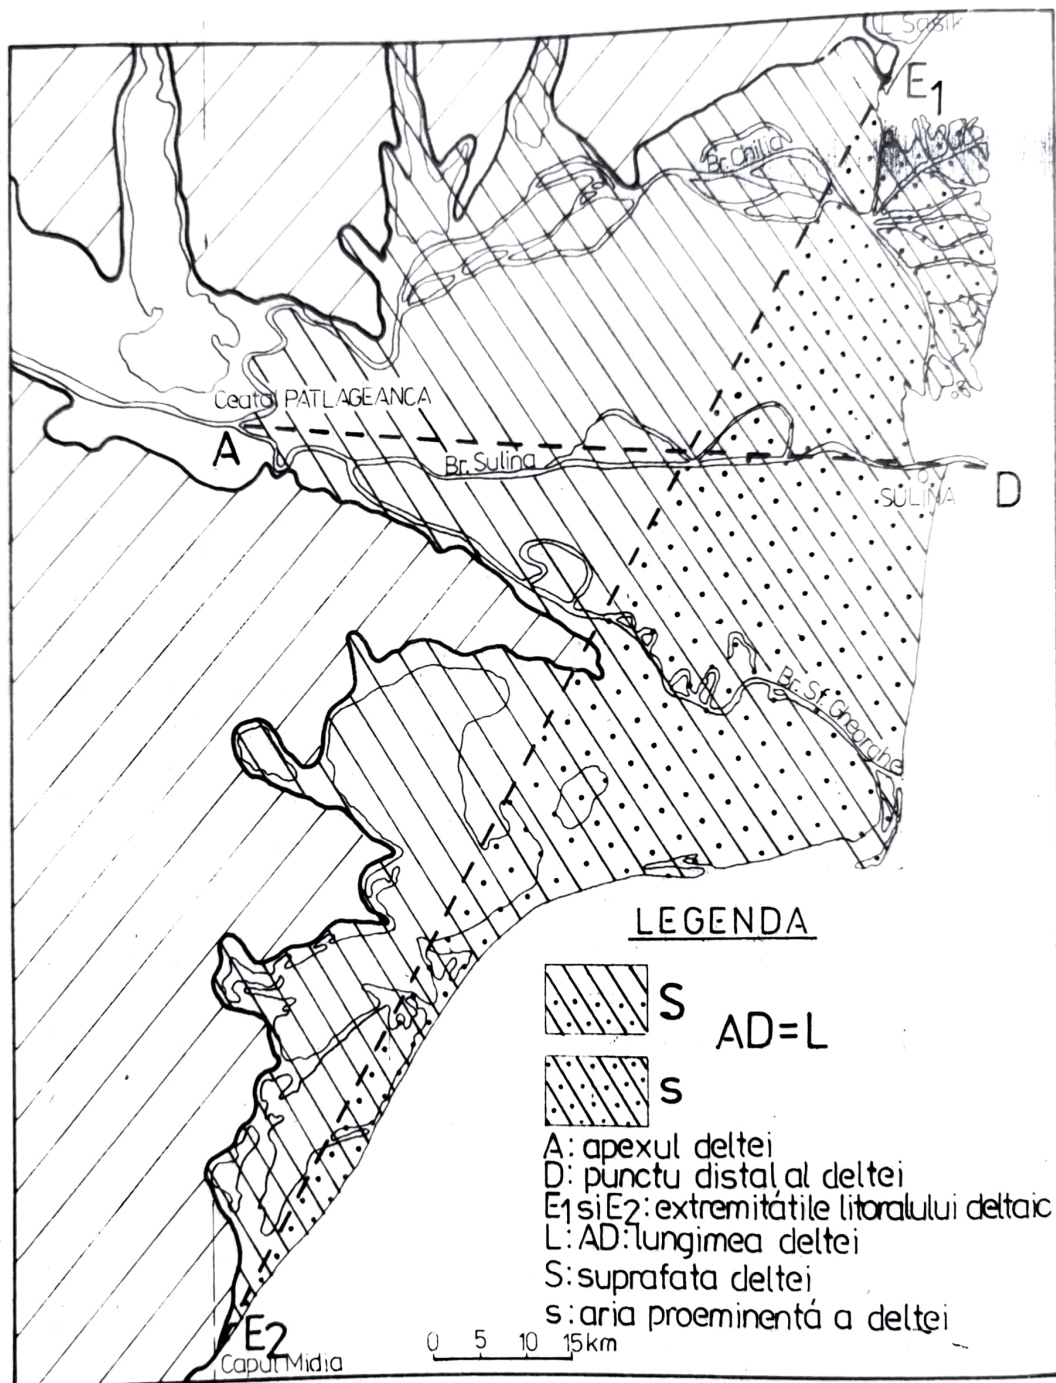 L Sasik
E1
Br. Chilia
Ceatal PATLAGEANCA
A
Br. Sulina
SULINA
D
Br. Sf. Gheorghe
LEGENDA
S
AD=L
s
A: apexul deltei
D: punctu distal al deltei
E1 si E2: extremitátile litoralului deltaic
L: AD: lungimea deltei
S: suprafata deltei
s: aria proeminentá a deltei
E2
0 5 10 15km
Capul Midia